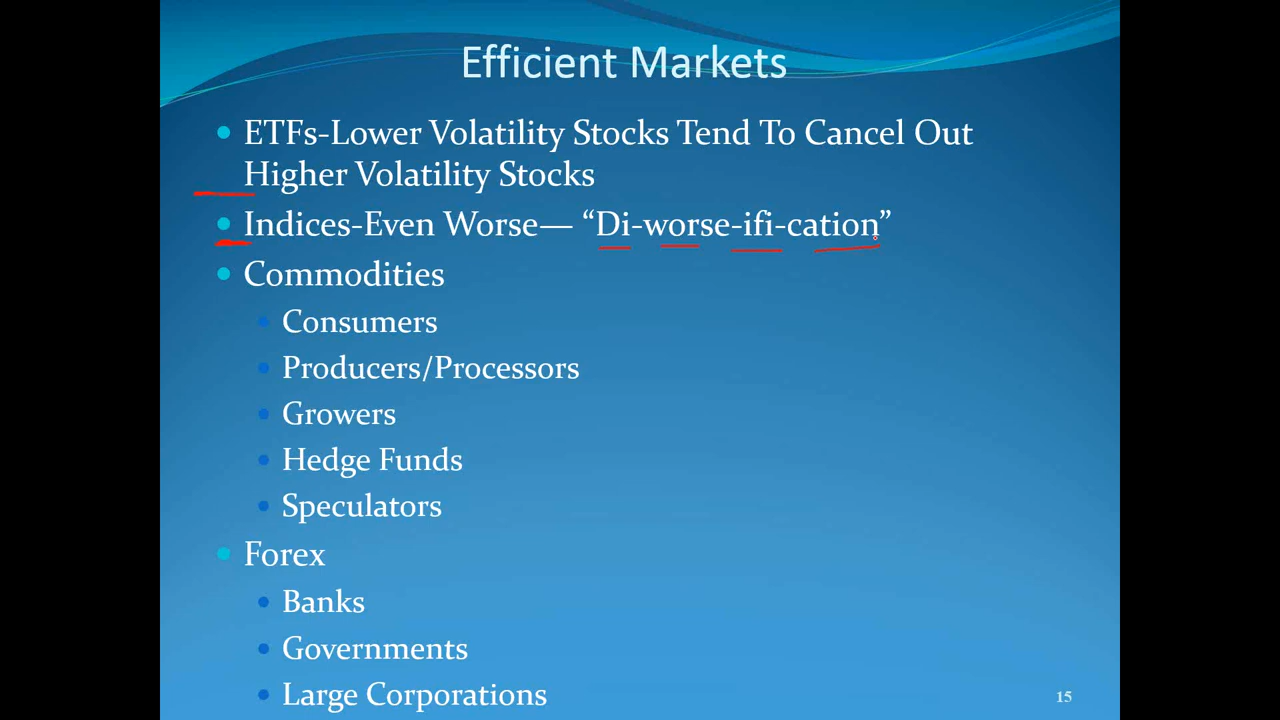 Efficient Markets
ETFs-Lower Volatility Stocks Tend To Cancel Out
Higher Volatility Stocks
Indices-Even Worse— “Di-worse-ifi-cation”
Commodities
Consumers
Producers/Processors
Growers
Hedge Funds
Speculators
Forex
Banks
Governments
Large Corporations
15